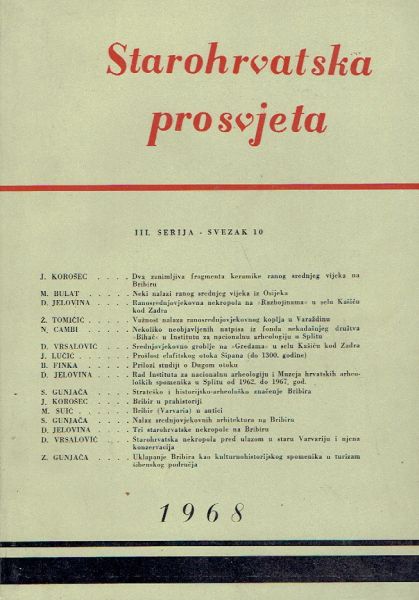 Starohrvatska
prosvjeta
III. SERIJA - SVEZAK 10
J. KOROŠEC . . . . Dva zanimljiva fragmenta keramike ranog srednjeg vijeka na
Bribiru
M. BULAT . . . . . Neki nalazi ranog srednjeg vijeka iz Osijeka
D. JELOVINA . . . . Ranosrednjovjekovna nekropola na »Razbojinama« u selu Kašiću
kod Zadra
Ž. TOMIČIĆ . . . . Važnost nalaza ranosrednjovjekovnog koplja u Varaždinu
N. CAMBI . . . . . Nekoliko neobjavljenih natpisa iz fonda nekadašnjeg društva
»Bihać« u Institutu za nacionalnu arheologiju u Splitu
D. VRSALOVIĆ . . . Srednjovjekovno groblje na »Gređama« u selu Kašiću kod Zadra
J. LUČIĆ . . . . . Prošlost elafitskog otoka Šipana (do 1300. godine)
B. FINKA . . . . . Prilozi studiji o Dugom otoku
D. JELOVINA . . . . Rad Instituta za nacionalnu arheologiju i Muzeja hrvatskih arheo-
loških spomenika u Splitu od 1962. do 1967. god.
S. GUNJAČA . . . . Strateško i historijsko-arheološko značenje Bribira
J. KOROŠEC . . . . Bribir u prahistoriji
M. SUIĆ . . . . . Bribir (Varvaria) u antici
S. GUNJAČA . . . . Nalaz srednjovjekovnih arhitektura na Bribiru
D. JELOVINA . . . . Tri starohrvatske nekropole na Bribiru
D. VRSALOVIĆ . . . Starohrvatska nekropola pred ulazom u staru Varvariju i njena
konzervacija
Z. GUNJAČA . . . . Uklapanje Bribira kao kulturnohistorijskog spomenika u turizam
šibenskog područja
1968